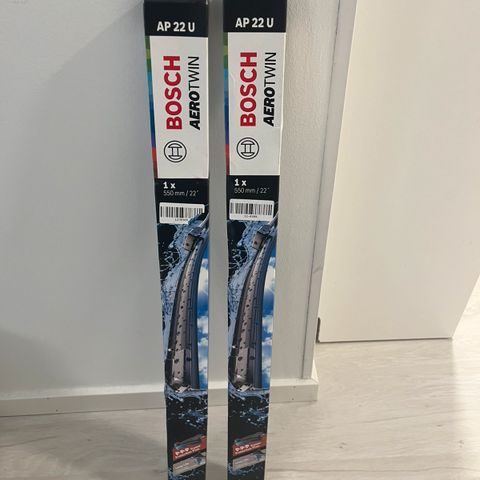 AP 22 U
BOSCH
AEROTWIN
1 x
550 mm / 22"
AP 22 U
BOSCH
AEROTWIN
1 x
550 mm / 22"